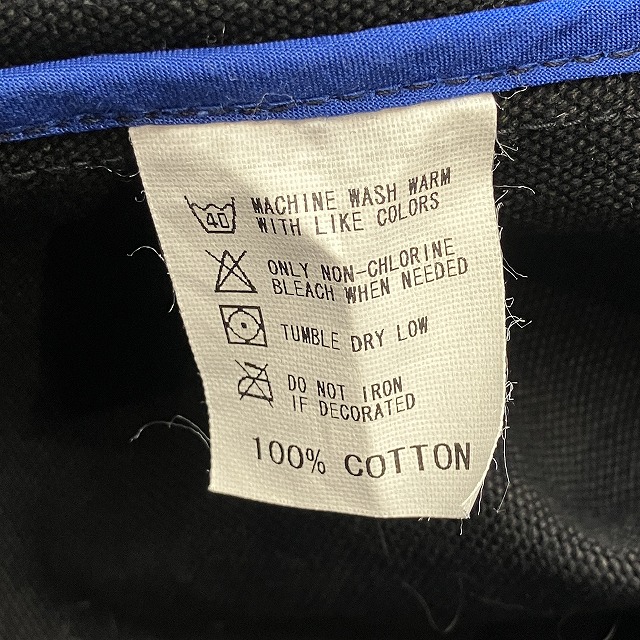 40 MACHINE WASH WARM
WITH LIKE COLORS
ONLY NON-CHLORINE
BLEACH WHEN NEEDED
TUMBLE DRY LOW
DO NOT IRON
IF DECORATED
100% COTTON